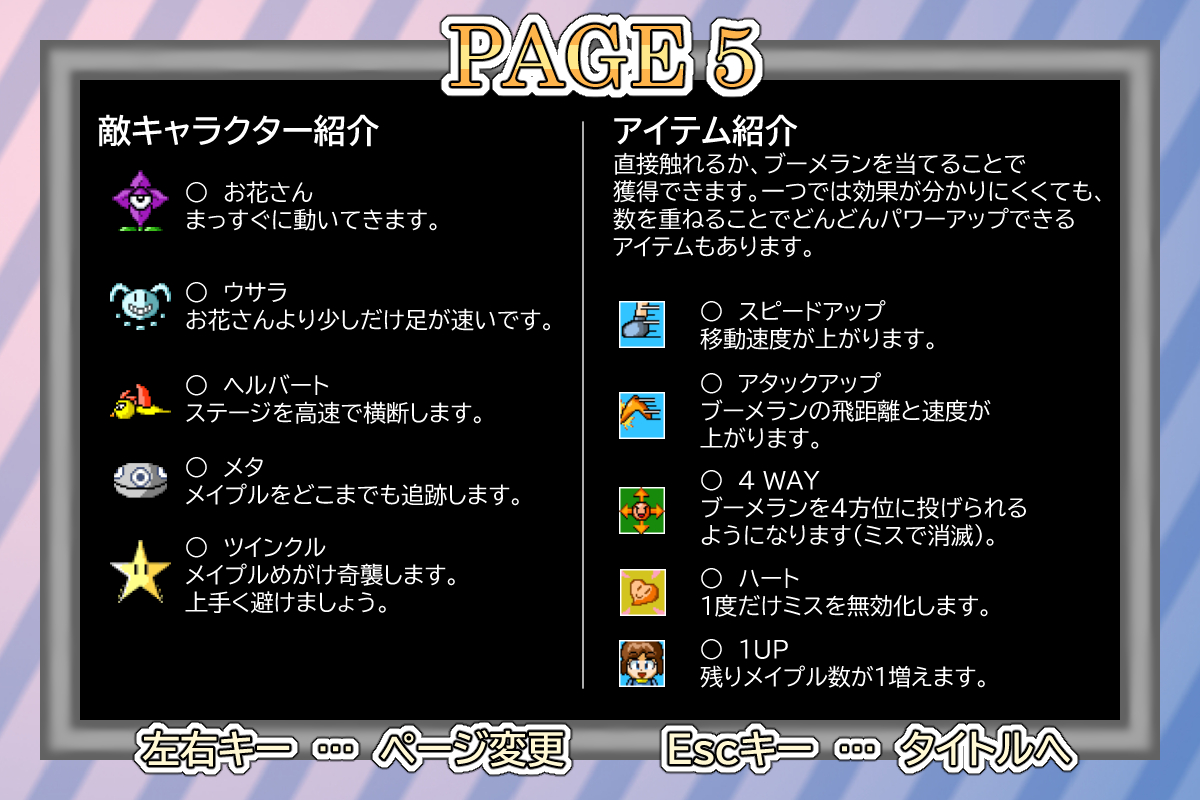 PAGE 5
敵キャラクター紹介
○ お花さん
まっすぐに動いてきます。
○ ウサラ
お花さんより少しだけ足が速いです。
○ ヘルバート
ステージを高速で横断します。
○ メタ
メイプルをどこまでも追跡します。
○ ツインクル
メイプルめがけ奇襲します。
上手く避けましょう。
アイテム紹介
直接触れるか、ブーメランを当てることで
獲得できます。一つでは効果が分かりにくくても、
数を重ねることでどんどんパワーアップできる
アイテムもあります。
○ スピードアップ
移動速度が上がります。
○ アタックアップ
ブーメランの飛距離と速度が
上がります。
○ 4 WAY
ブーメランを4方位に投げられる
ようになります(ミスで消滅)。
○ ハート
1度だけミスを無効化します。
○ 1UP
残りメイプル数が1増えます。
左右キー … ページ変更
Escキー … タイトルへ